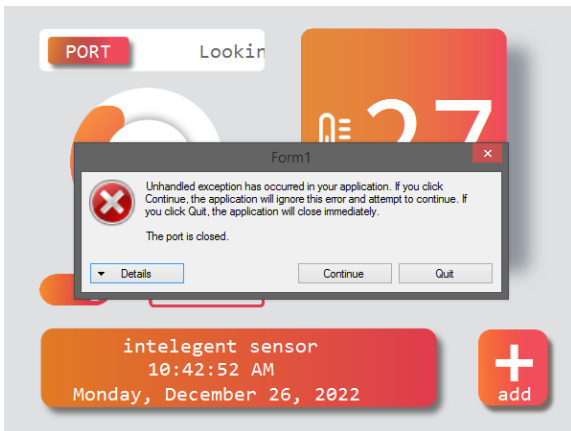 PORT
Lookin
27
Form1
Unhandled exception has occurred in your application. If you click
Continue, the application will ignore this error and attempt to continue. If
you click Quit, the application will close immediately.
The port is closed.
Details
Continue
Quit
intelegent sensor
10:42:52 AM
Monday, December 26, 2022
add